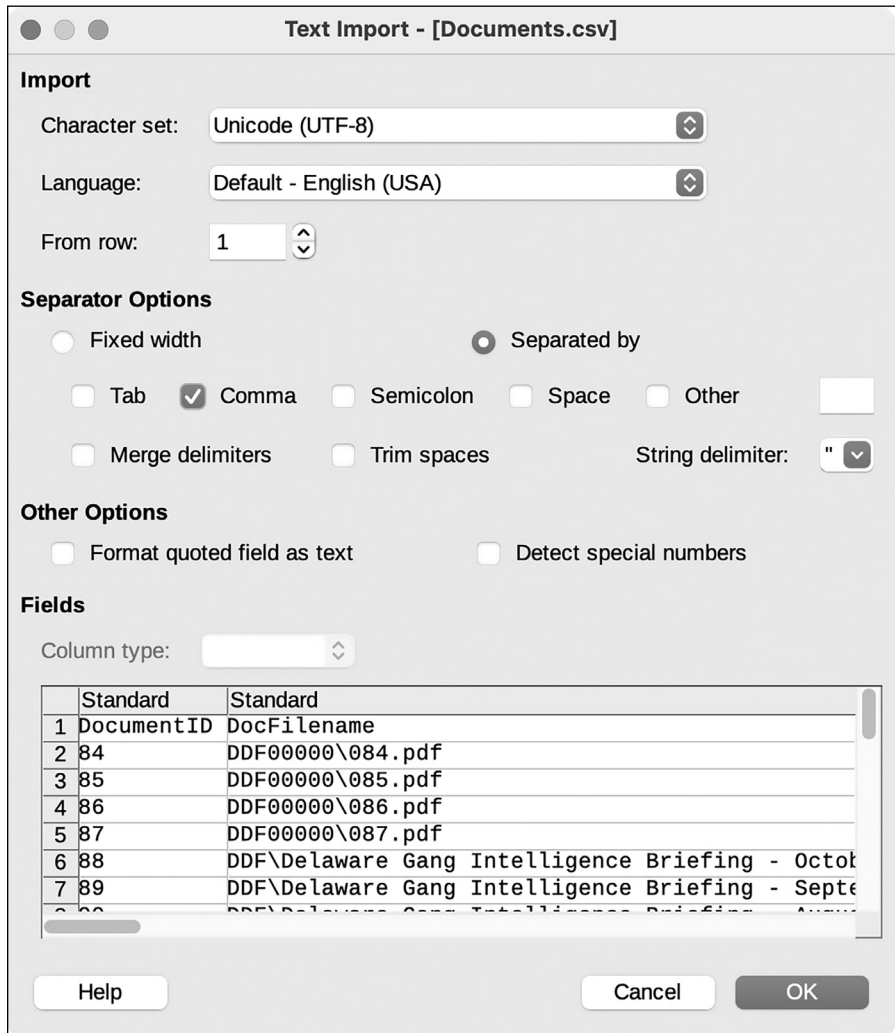 Text Import - [Documents.csv]
Import
Character set: Unicode (UTF-8)
Language: Default - English (USA)
From row: 1
Separator Options
Fixed width Separated by
Tab Comma Semicolon Space Other
Merge delimiters Trim spaces String delimiter: "
Other Options
Format quoted field as text Detect special numbers
Fields
Column type:
Standard Standard
1 DocumentID DocFilename
2 84 DDF00000\084.pdf
3 85 DDF00000\085.pdf
4 86 DDF00000\086.pdf
5 87 DDF00000\087.pdf
6 88 DDF\Delaware Gang Intelligence Briefing - Octob
7 89 DDF\Delaware Gang Intelligence Briefing - Septe
Help Cancel OK